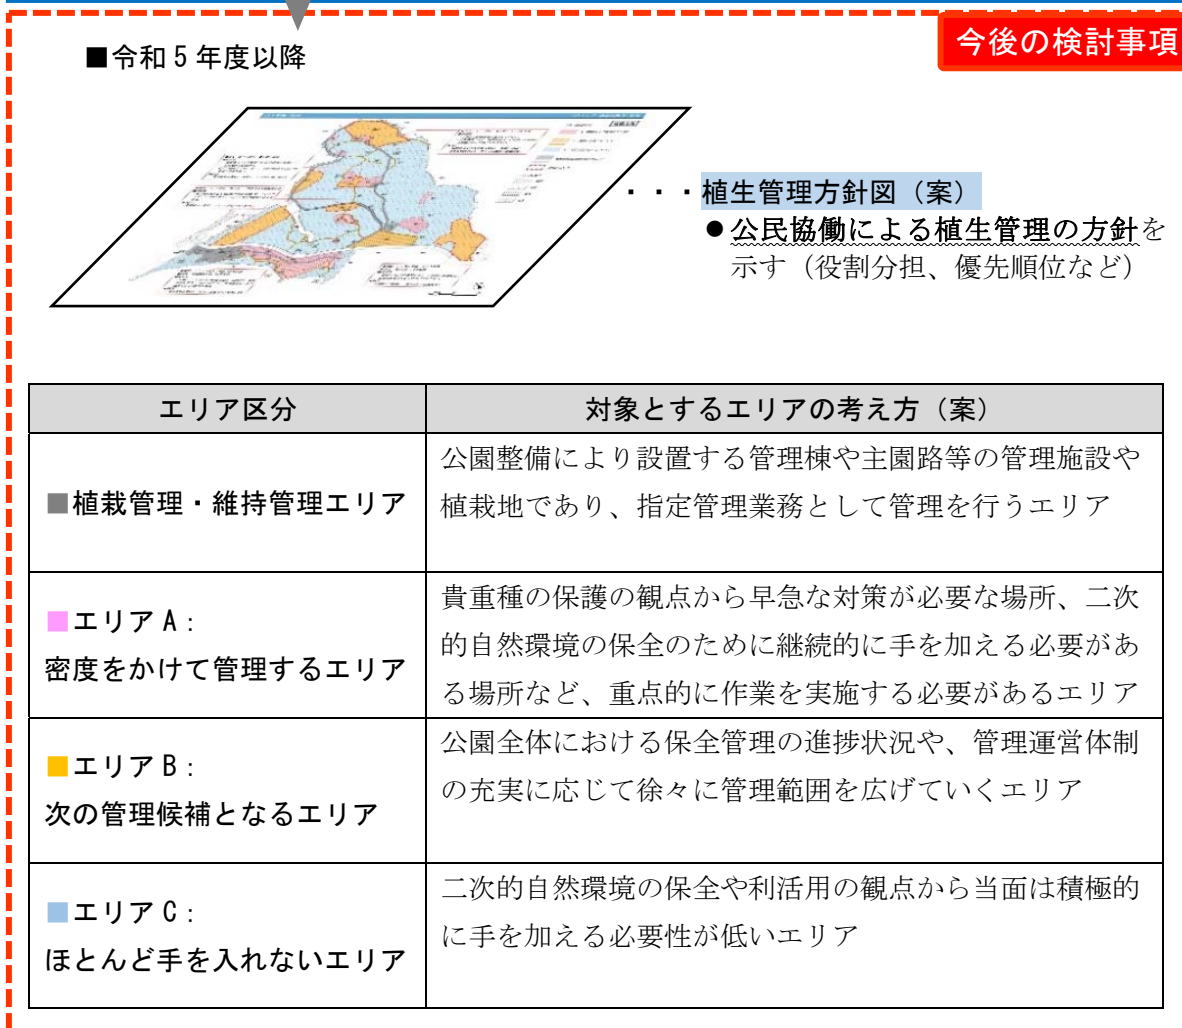 今後の検討事項
■令和5年度以降
・・・植生管理方針図（案）
●公民協働による植生管理の方針を
示す（役割分担、優先順位など）
エリア区分
対象とするエリアの考え方（案）
■植栽管理・維持管理エリア
公園整備により設置する管理棟や主園路等の管理施設や
植栽地であり、指定管理業務として管理を行うエリア
■エリアA：
密度をかけて管理するエリア
貴重種の保護の観点から早急な対策が必要な場所、二次
的自然環境の保全のために継続的に手を加える必要があ
る場所など、重点的に作業を実施する必要があるエリア
■エリアB：
次の管理候補となるエリア
公園全体における保全管理の進捗状況や、管理運営体制
の充実に応じて徐々に管理範囲を広げていくエリア
■エリアC：
ほとんど手を入れないエリア
二次的自然環境の保全や利活用の観点から当面は積極的
に手を加える必要性が低いエリア